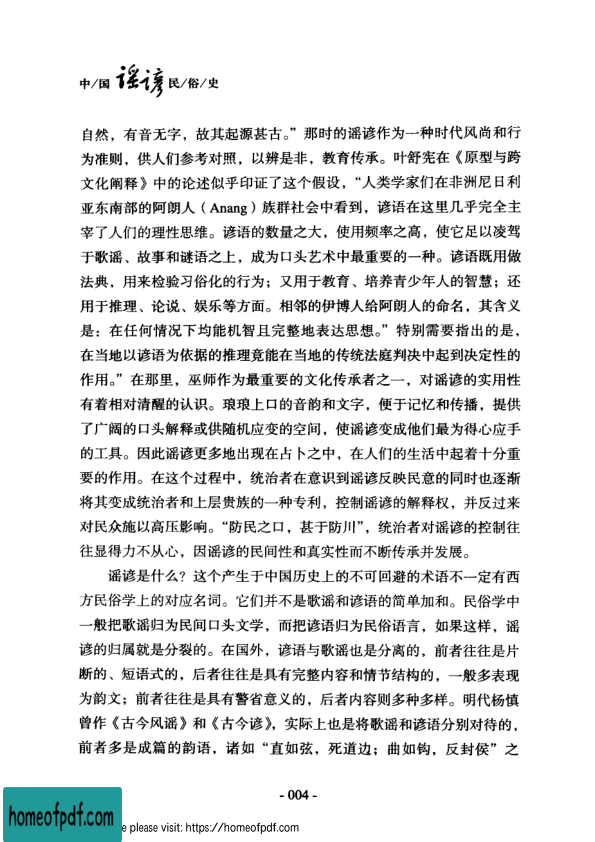 中/国谣谚民/俗/史
自然，有音无字，故其起源甚古。”那时的谣谚作为一种时代风尚和行
为准则，供人们参考对照，以辨是非，教育传承。叶舒宪在《原型与跨
文化阐释》中的论述似乎印证了这个假设，“人类学家们在非洲尼日利
亚东南部的阿朗人（Anang）族群社会中看到，谚语在这里几乎完全主
宰了人们的理性思维。谚语的数量之大，使用频率之高，使它足以凌驾
于歌谣、故事和谜语之上，成为口头艺术中最重要的一种。谚语既用做
法典，用来检验习俗化的行为；又用于教育、培养青少年人的智慧；还
用于推理、论说、娱乐等方面。相邻的伊博人给阿朗人的命名，其含义
是：在任何情况下均能机智且完整地表达思想。”特别需要指出的是，
在当地以谚语为依据的推理竟能在当地的传统法庭判决中起到决定性的
作用。”在那里，巫师作为最重要的文化传承者之一，对谣谚的实用性
有着相对清醒的认识。琅琅上口的音韵和文字，便于记忆和传播，提供
了广阔的口头解释或供随机应变的空间，使谣谚变成他们最为得心应手
的工具。因此谣谚更多地出现在占卜之中，在人们的生活中起着十分重
要的作用。在这个过程中，统治者在意识到谣谚反映民意的同时也逐渐
将其变成统治者和上层贵族的一种专利，控制谣谚的解释权，并反过来
对民众施以高压影响。“防民之口，甚于防川”，统治者对谣谚的控制往
往显得力不从心，因谣谚的民间性和真实性而不断传承并发展。
谣谚是什么？这个产生于中国历史上的不可回避的术语不一定有西
方民俗学上的对应名词。它们并不是歌谣和谚语的简单加和。民俗学中
一般把歌谣归为民间口头文学，而把谚语归为民俗语言，如果这样，谣
谚的归属就是分裂的。在国外，谚语与歌谣也是分离的，前者往往是片
断的、短语式的，后者往往是具有完整内容和情节结构的，一般多表现
为韵文；前者往往是具有警省意义的，后者内容则多种多样。明代杨慎
曾作《古今风谣》和《古今谚》，实际上也是将歌谣和谚语分别对待的，
前者多是成篇的韵语，诸如“直如弦，死道边；曲如钩，反封侯”之
- 004 -
homeofpdf.com
e please visit: https://homeofpdf.com